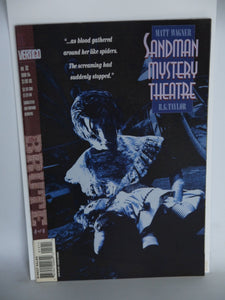 VERTIGO
"...as blood gathered
around her like spiders.
The screaming had
suddenly stopped."
MATT WAGNER
SANDMAN
MYSTERY
THEATRE
R.G. TAYLOR
BRUTE